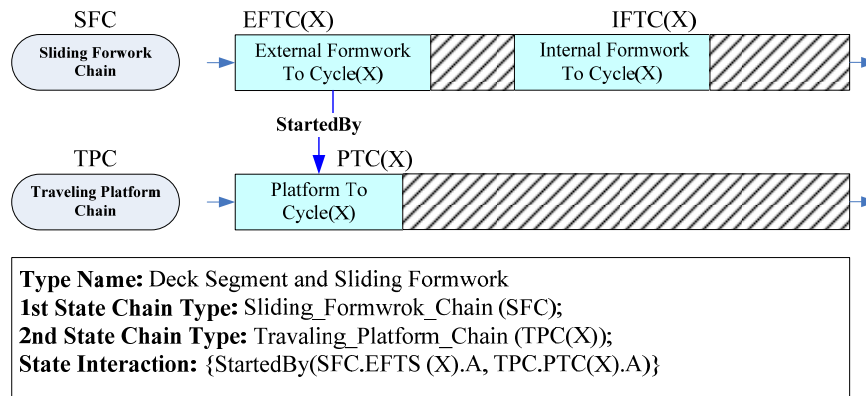 SFC EFTC(X) IFTC(X)
Sliding Forwork
Chain
External Formwork
To Cycle(X)
Internal Formwork
To Cycle(X)
StartedBy
TPC PTC(X)
Traveling Platform
Chain
Platform To
Cycle(X)
Type Name: Deck Segment and Sliding Formwork
1st State Chain Type: Sliding_Formwrok_Chain (SFC);
2nd State Chain Type: Travaling_Platform_Chain (TPC(X));
State Interaction: {StartedBy(SFC.EFTS (X).A, TPC.PTC(X).A)}